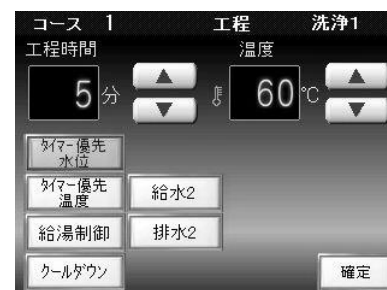 コース 1 工程 洗浄1
工程時間 温度
5 分 60 ℃
ﾀｲﾏｰ優先
水位
ﾀｲﾏｰ優先
温度
給水2
給湯制御
排水2
クールダウン
確定